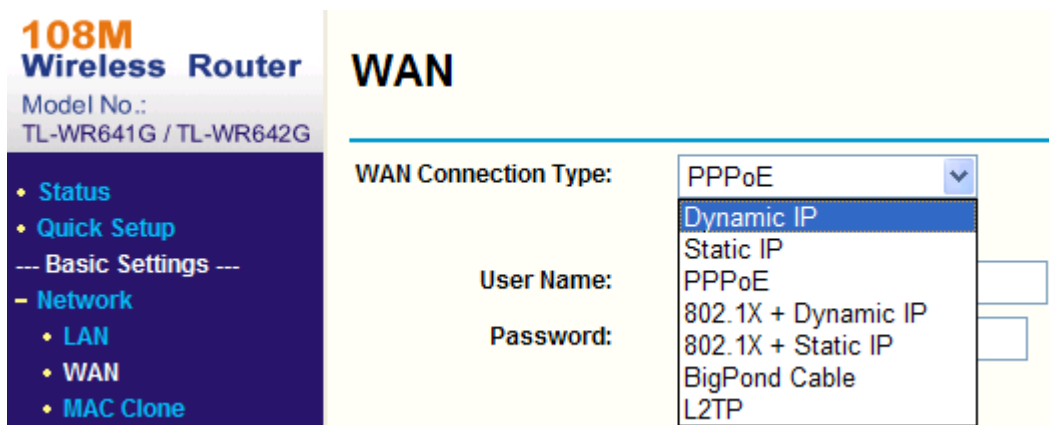 108M
Wireless Router
Model No.:
TL-WR641G / TL-WR642G
• Status
• Quick Setup
--- Basic Settings ---
– Network
• LAN
• WAN
• MAC Clone
WAN
WAN Connection Type: PPPoE
Dynamic IP
Static IP
PPPoE
802.1X + Dynamic IP
802.1X + Static IP
BigPond Cable
L2TP
User Name:
Password: